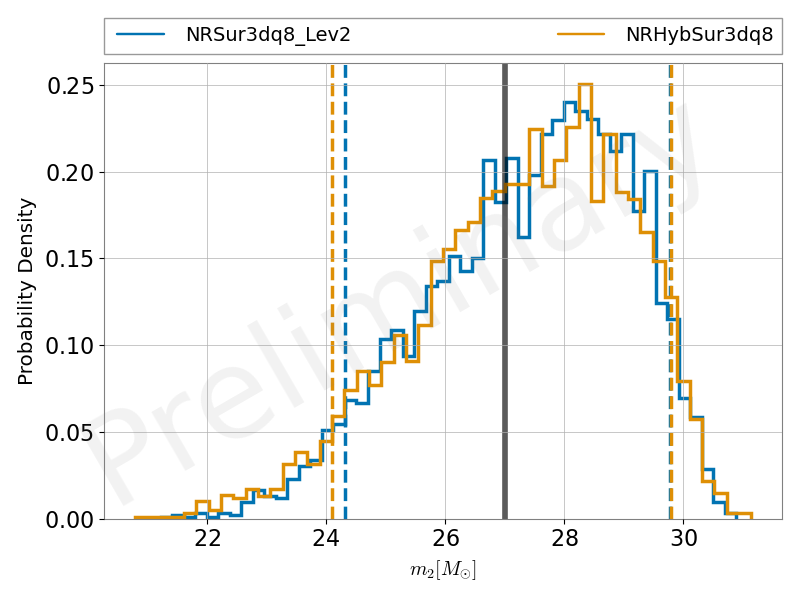 NRSur3dq8_Lev2 NRHybSur3dq8
0.25
0.20
0.15
0.10
0.05
0.00
Probability Density
Preliminary
22 24 26 28 30
m₂[M⊙]